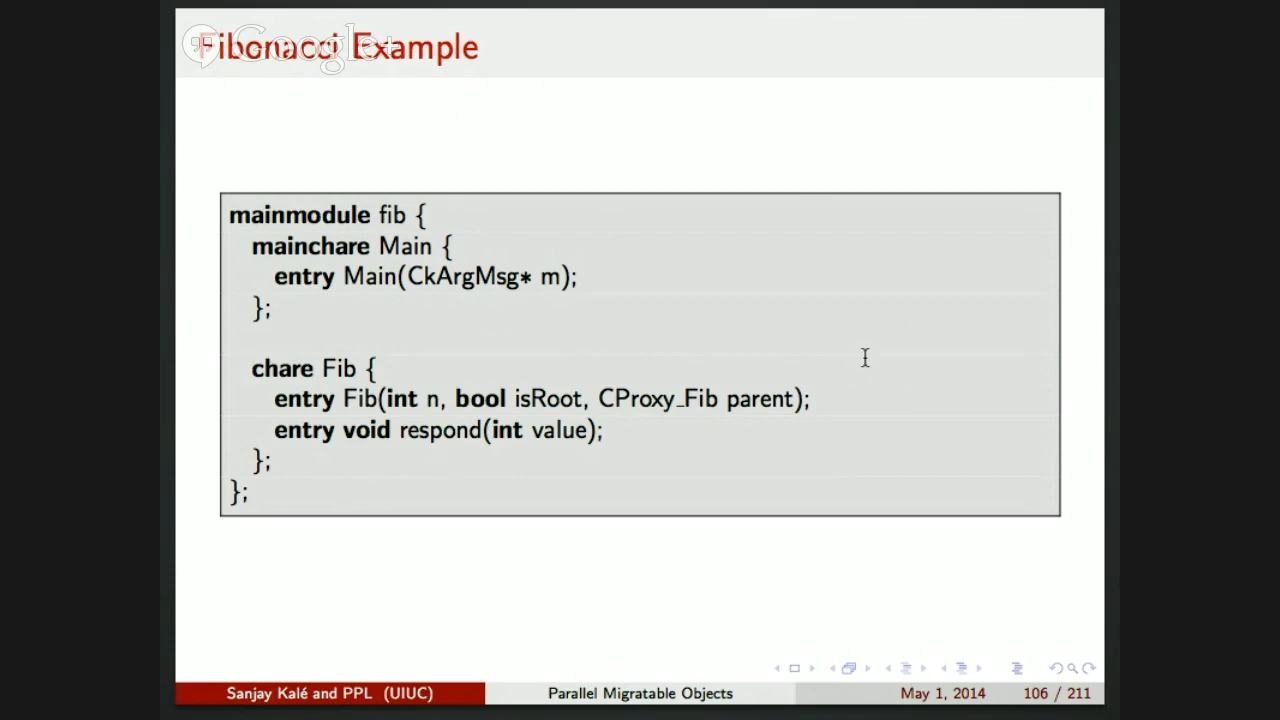 Fibonacci Example
Google+
mainmodule fib {
mainchare Main {
entry Main(CkArgMsg* m);
};
chare Fib {
entry Fib(int n, bool isRoot, CProxy_Fib parent);
entry void respond(int value);
};
};
Sanjay Kalé and PPL (UIUC) Parallel Migratable Objects May 1, 2014 106 / 211